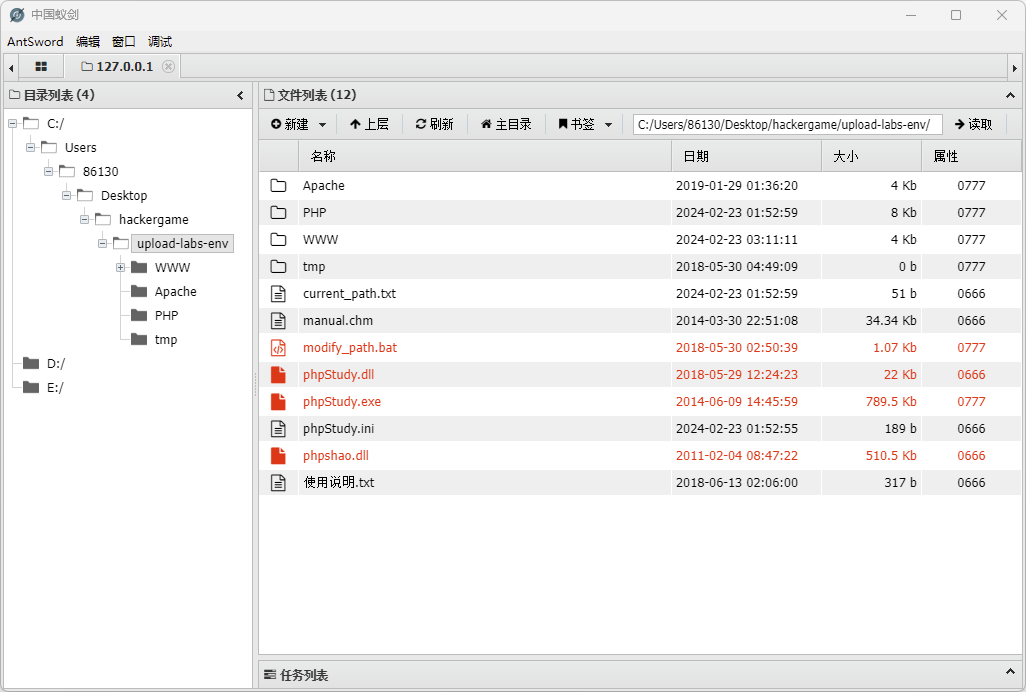 中国蚁剑
AntSword 编辑 窗口 调试
127.0.0.1
目录列表 (4)
C:/
Users
86130
Desktop
hackergame
upload-labs-env
WWW
Apache
PHP
tmp
D:/
E:/
文件列表 (12)
新建 上层 刷新 主目录 书签 C:/Users/86130/Desktop/hackergame/upload-labs-env/ 读取
名称 日期 大小 属性
Apache 2019-01-29 01:36:20 4 Kb 0777
PHP 2024-02-23 01:52:59 8 Kb 0777
WWW 2024-02-23 03:11:11 4 Kb 0777
tmp 2018-05-30 04:49:09 0 b 0777
current_path.txt 2024-02-23 01:52:59 51 b 0666
manual.chm 2014-03-30 22:51:08 34.34 Kb 0666
modify_path.bat 2018-05-30 02:50:39 1.07 Kb 0777
phpStudy.dll 2018-05-29 12:24:23 22 Kb 0666
phpStudy.exe 2014-06-09 14:45:59 789.5 Kb 0777
phpStudy.ini 2024-02-23 01:52:55 189 b 0666
phpshao.dll 2011-02-04 08:47:22 510.5 Kb 0666
使用说明.txt 2018-06-13 02:06:00 317 b 0666
任务列表